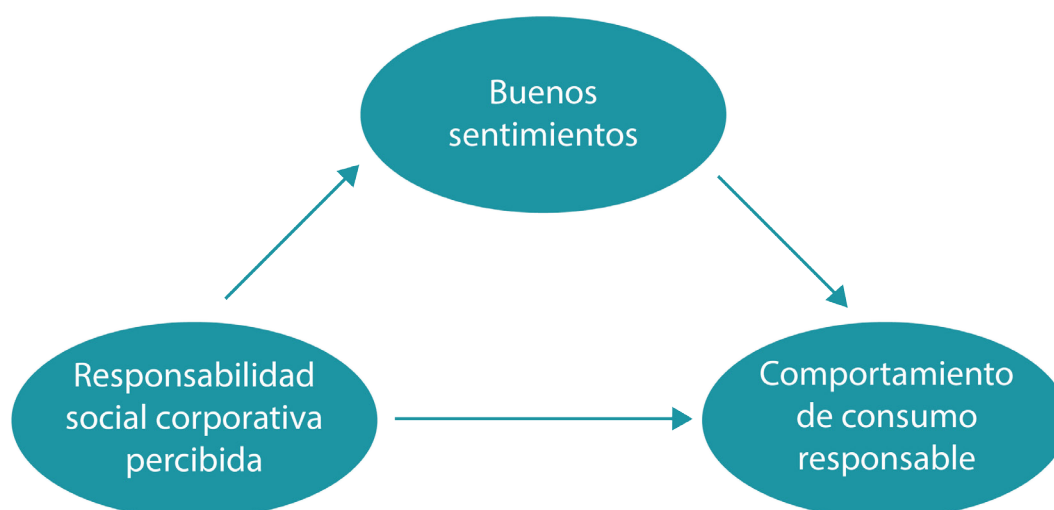 Buenos
sentimientos
Responsabilidad
social corporativa
percibida
Comportamiento
de consumo
responsable